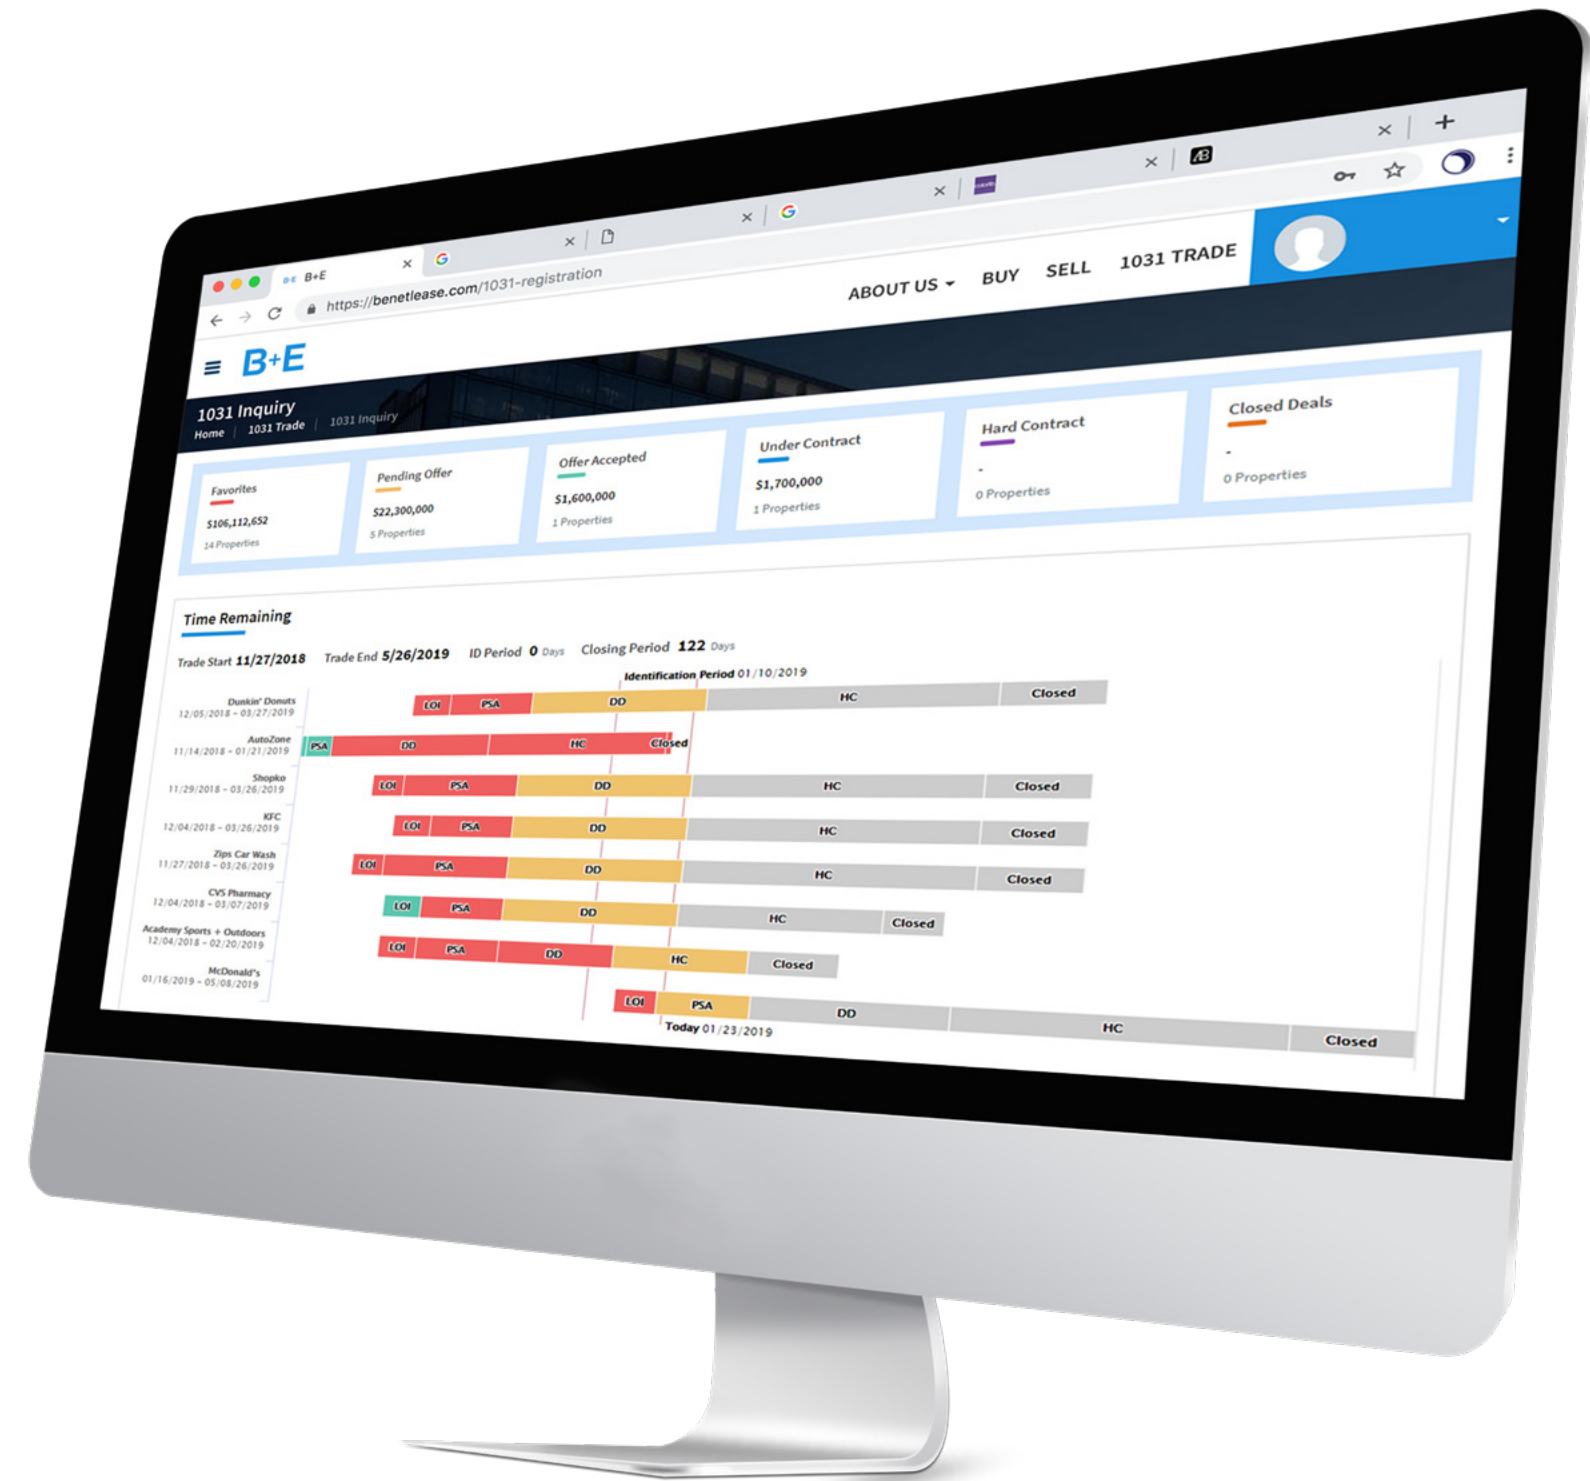 B+E B+E
https://benetlease.com/1031-registration
B+E
ABOUT US BUY SELL 1031 TRADE
1031 Inquiry
Home | 1031 Trade | 1031 Inquiry
Favorites
$106,112,652
14 Properties
Pending Offer
$22,300,000
5 Properties
Offer Accepted
$1,600,000
1 Properties
Under Contract
$1,700,000
1 Properties
Hard Contract
-
0 Properties
Closed Deals
-
0 Properties
Time Remaining
Trade Start 11/27/2018 Trade End 5/26/2019 ID Period 0 Days Closing Period 122 Days
Identification Period 01/10/2019
Dunkin' Donuts
12/05/2018 - 03/27/2019
LOI PSA DD HC Closed
AutoZone
11/14/2018 - 01/21/2019
PSA DD HC Closed
Shopko
11/29/2018 - 03/26/2019
LOI PSA DD HC Closed
KFC
12/04/2018 - 03/26/2019
LOI PSA DD HC Closed
Zips Car Wash
11/27/2018 - 03/26/2019
LOI PSA DD HC Closed
CVS Pharmacy
12/04/2018 - 03/07/2019
LOI PSA DD HC Closed
Academy Sports + Outdoors
12/04/2018 - 02/20/2019
LOI PSA DD HC Closed
McDonald's
01/16/2019 - 05/08/2019
LOI PSA DD HC Closed
Today 01/23/2019